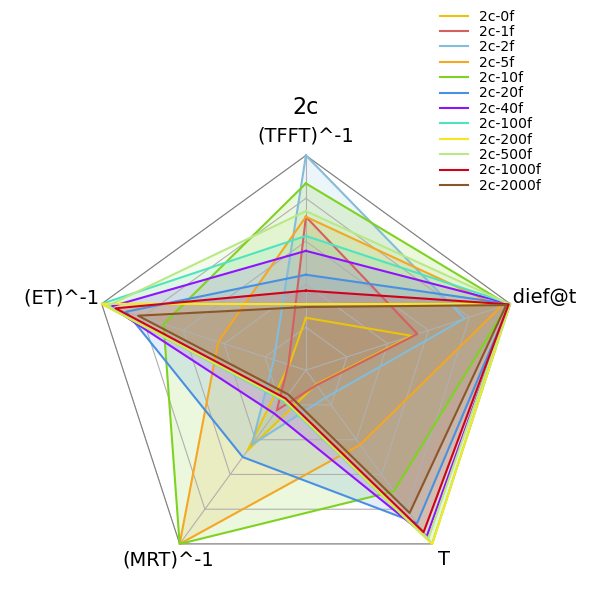 2c-0f
2c-1f
2c-2f
2c-5f
2c-10f
2c-20f
2c-40f
2c-100f
2c-200f
2c-500f
2c-1000f
2c-2000f
2c
(TFFT)^-1
(ET)^-1
dief@t
(MRT)^-1
T